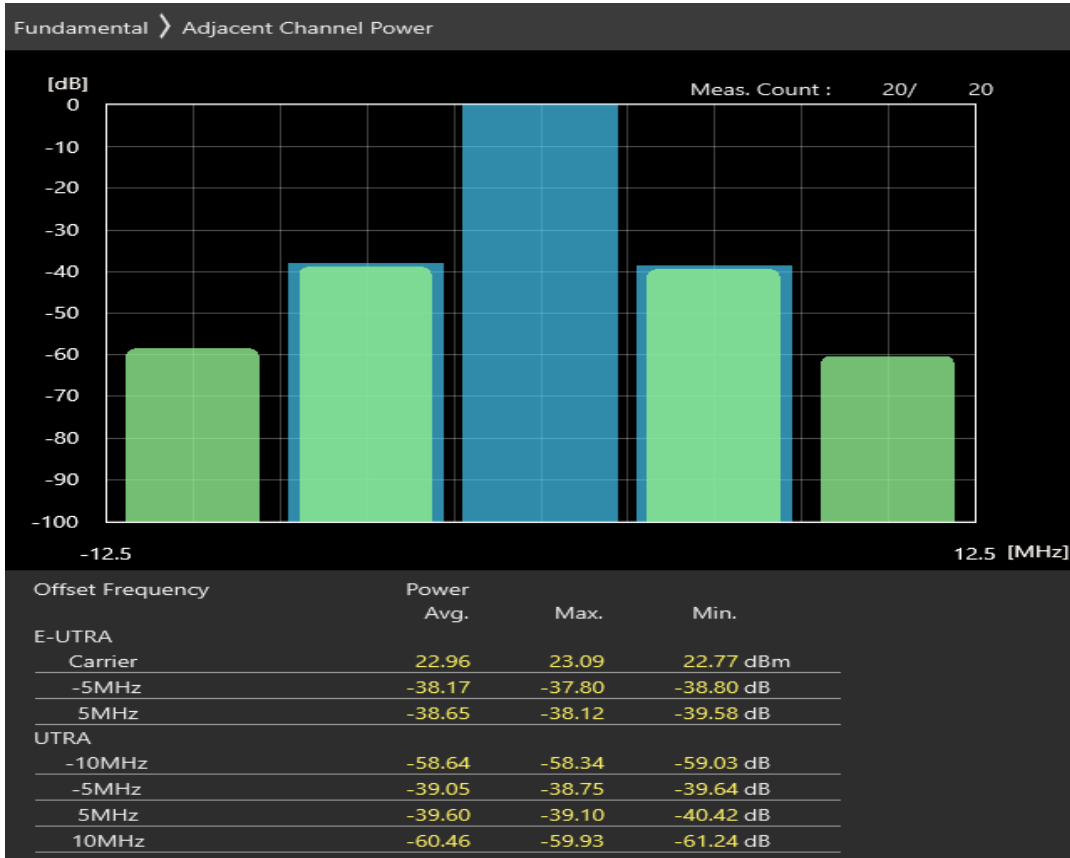 Fundamental 〉 Adjacent Channel Power
[dB]
Meas. Count : 20/ 20
0
-10
-20
-30
-40
-50
-60
-70
-80
-90
-100
-12.5 12.5 [MHz]
Offset Frequency Power
Avg. Max. Min.
E-UTRA
Carrier 22.96 23.09 22.77 dBm
-5MHz -38.17 -37.80 -38.80 dB
5MHz -38.65 -38.12 -39.58 dB
UTRA
-10MHz -58.64 -58.34 -59.03 dB
-5MHz -39.05 -38.75 -39.64 dB
5MHz -39.60 -39.10 -40.42 dB
10MHz -60.46 -59.93 -61.24 dB